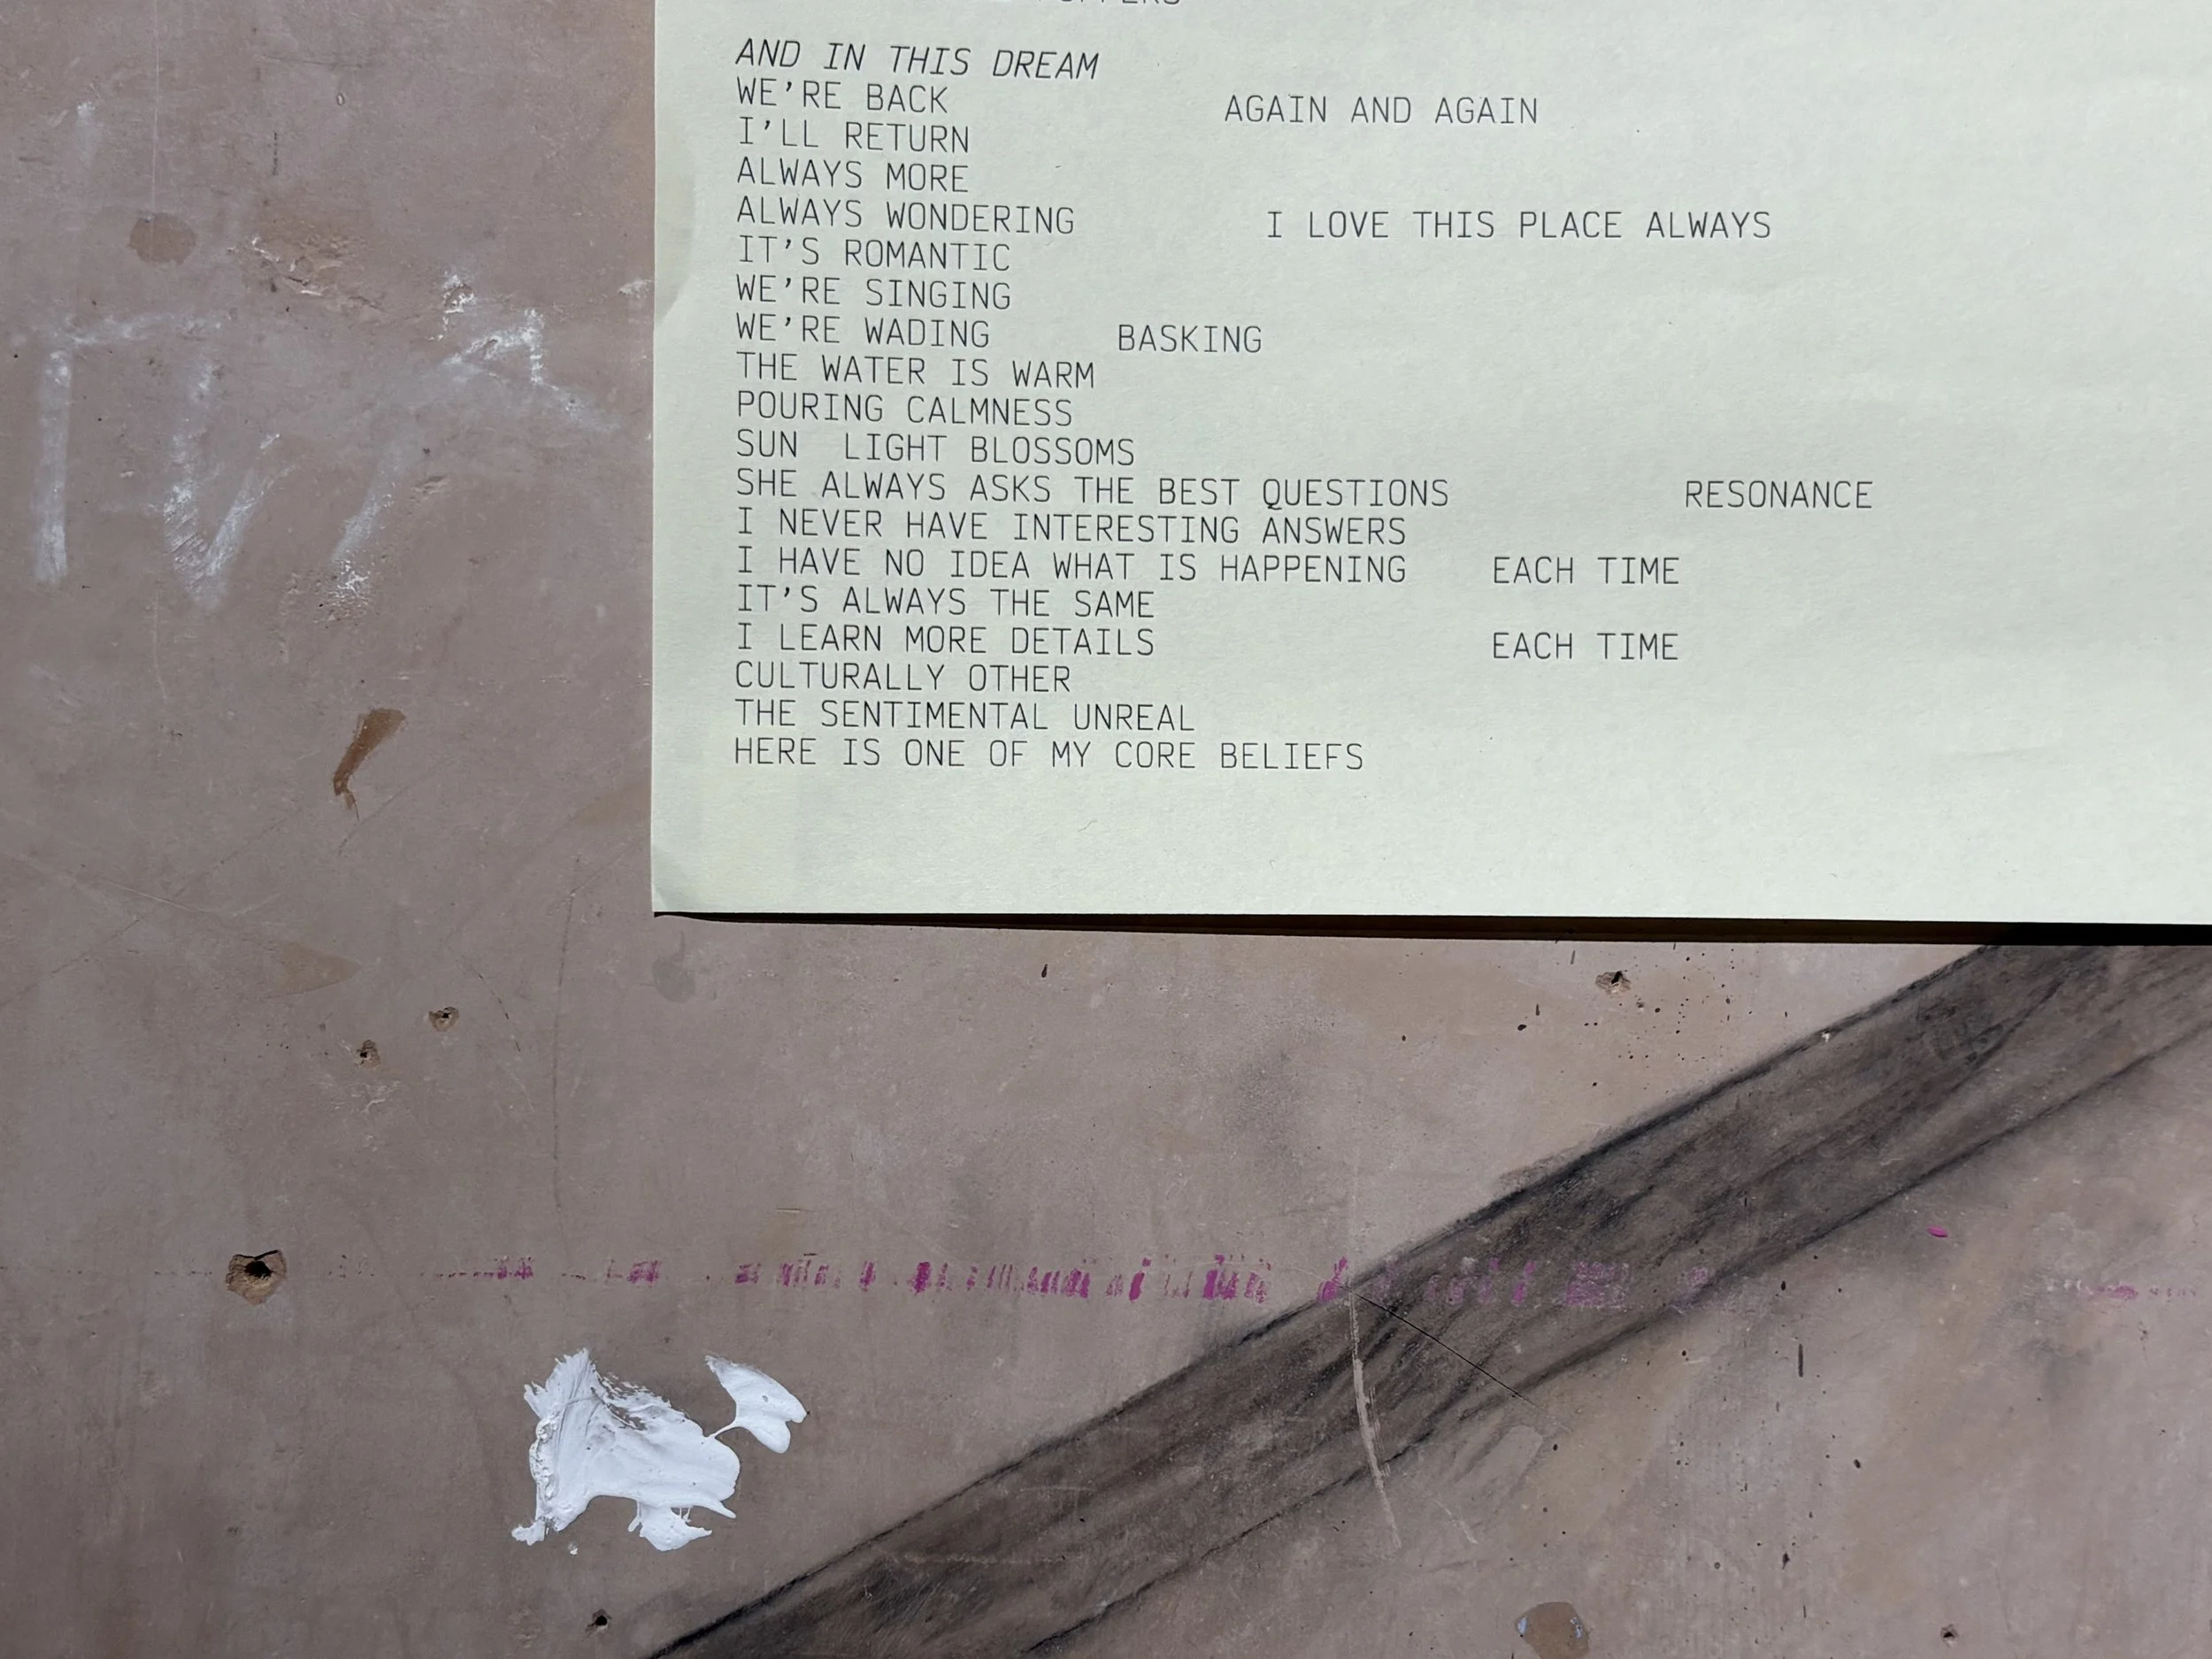 AND IN THIS DREAM
WE'RE BACK AGAIN AND AGAIN
I'LL RETURN
ALWAYS MORE
ALWAYS WONDERING I LOVE THIS PLACE ALWAYS
IT'S ROMANTIC
WE'RE SINGING
WE'RE WADING BASKING
THE WATER IS WARM
POURING CALMNESS
SUN LIGHT BLOSSOMS
SHE ALWAYS ASKS THE BEST QUESTIONS RESONANCE
I NEVER HAVE INTERESTING ANSWERS
I HAVE NO IDEA WHAT IS HAPPENING EACH TIME
IT'S ALWAYS THE SAME
I LEARN MORE DETAILS EACH TIME
CULTURALLY OTHER
THE SENTIMENTAL UNREAL
HERE IS ONE OF MY CORE BELIEFS